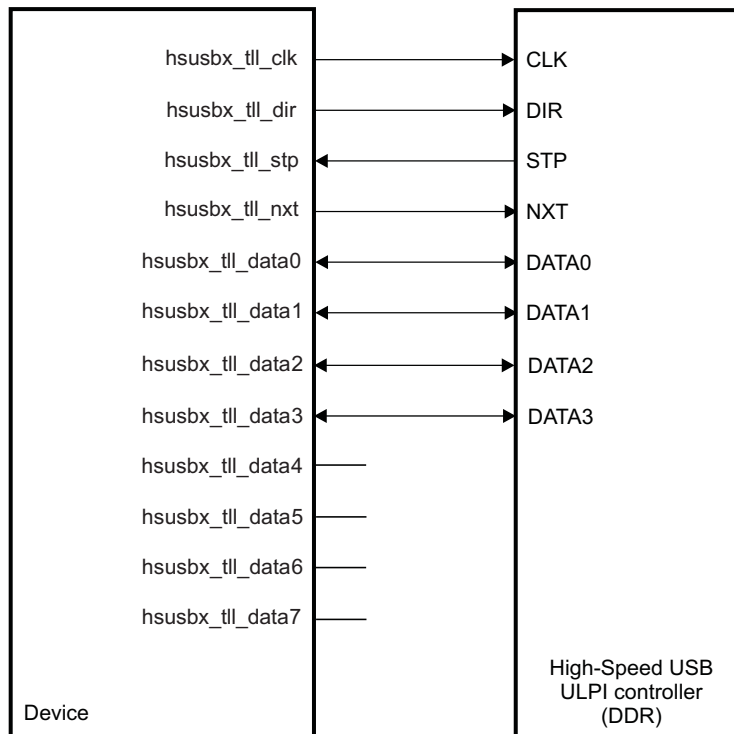 hsusbx_tll_clk CLK
hsusbx_tll_dir DIR
hsusbx_tll_stp STP
hsusbx_tll_nxt NXT
hsusbx_tll_data0 DATA0
hsusbx_tll_data1 DATA1
hsusbx_tll_data2 DATA2
hsusbx_tll_data3 DATA3
hsusbx_tll_data4
hsusbx_tll_data5
hsusbx_tll_data6
hsusbx_tll_data7
Device
High-Speed USB
ULPI controller
(DDR)